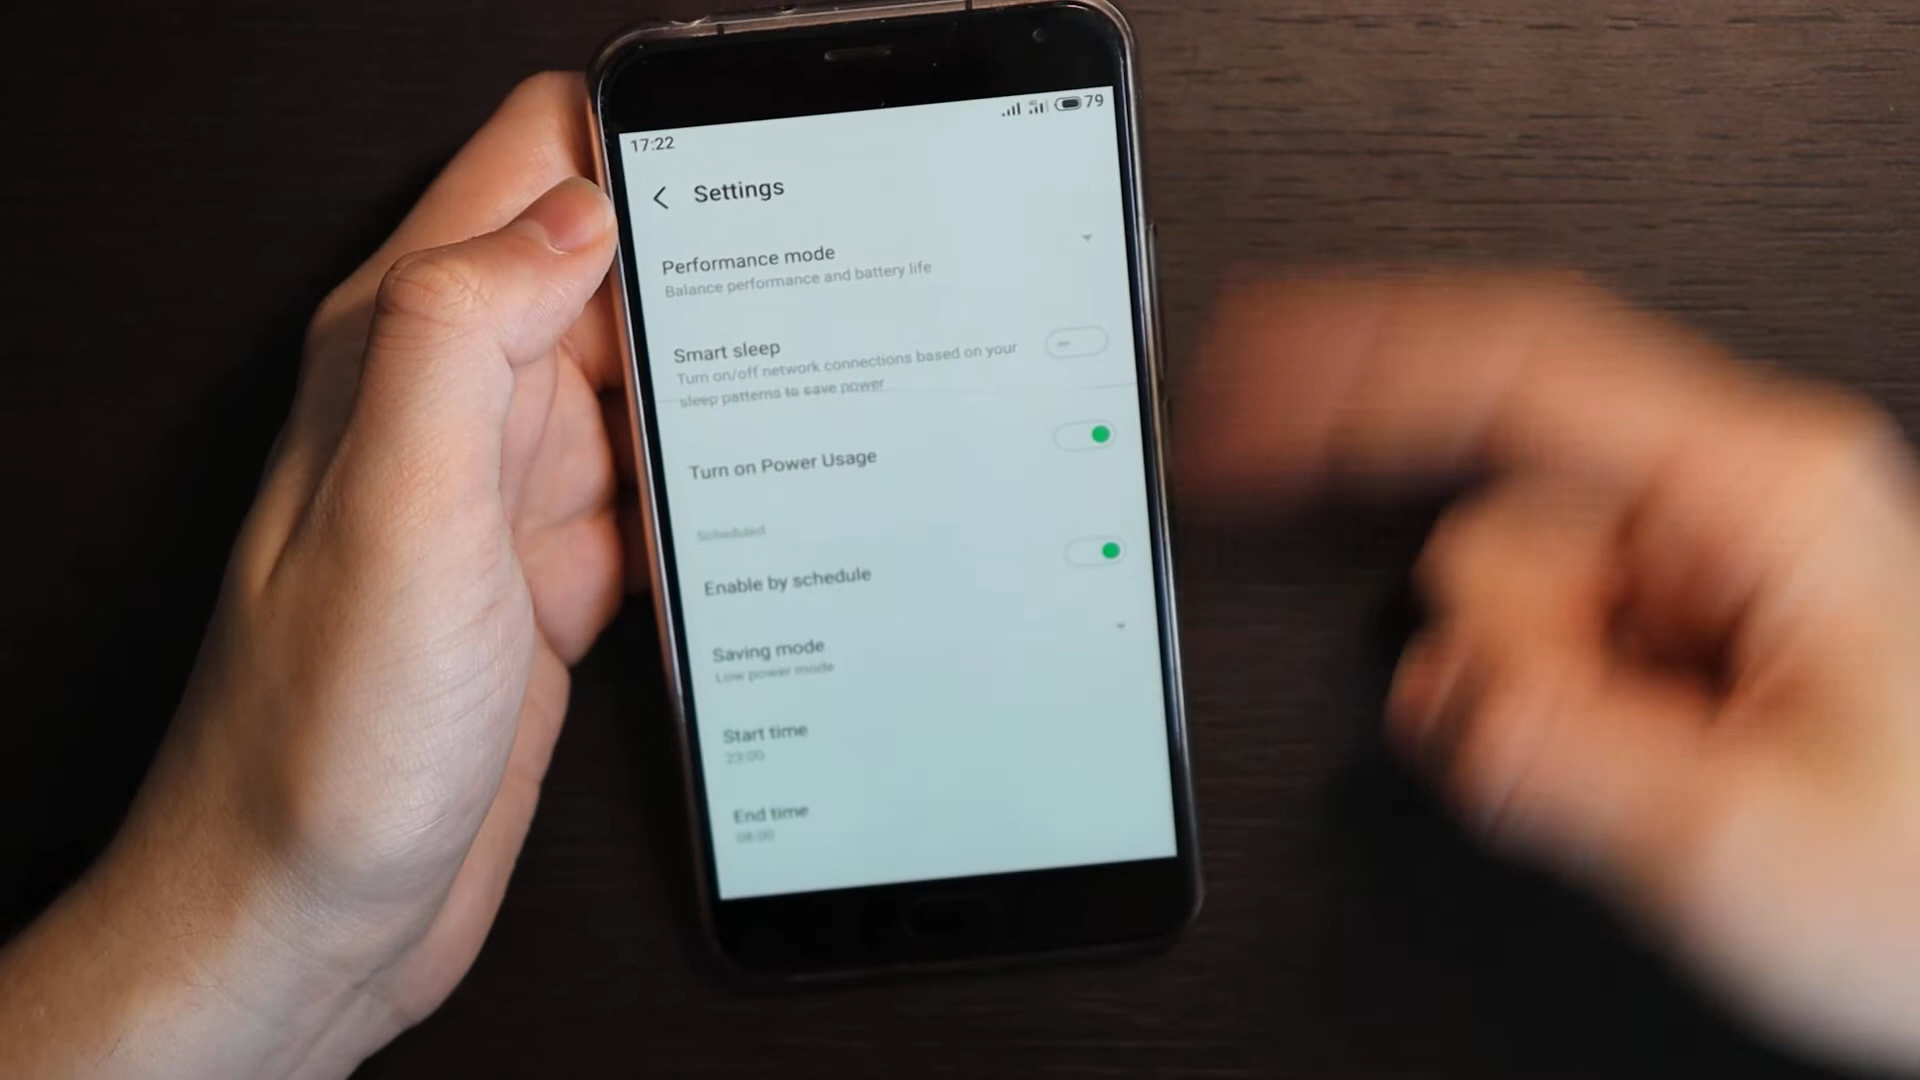 17:22
79
Settings
Performance mode
Balance performance and battery life
Smart sleep
Turn on/off network connections based on your
sleep patterns to save power
Turn on Power Usage
Scheduled
Enable by schedule
Saving mode
Low power mode
Start time
23:00
End time
06:00